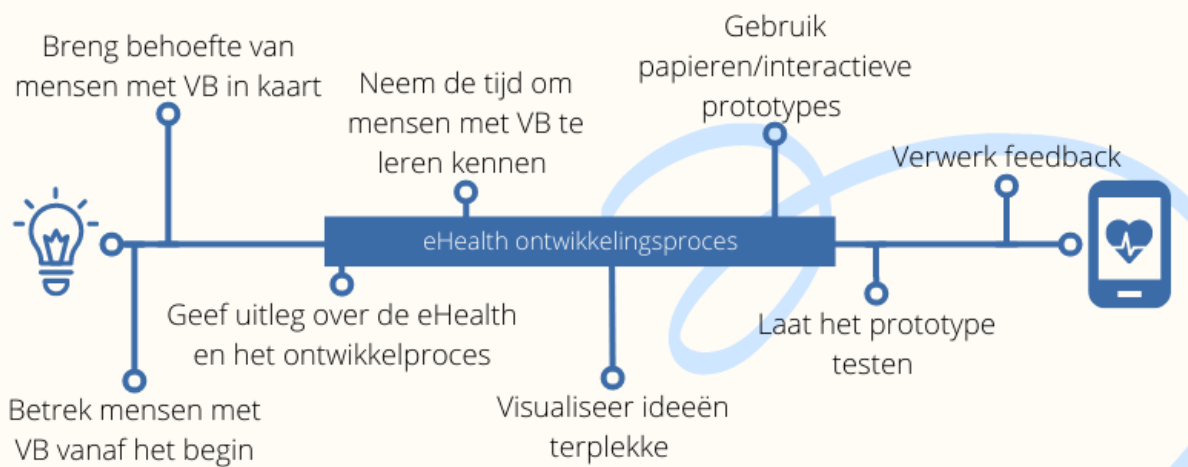 Breng behoefte van
mensen met VB in kaart
Neem de tijd om
mensen met VB te
leren kennen
Gebruik
papieren/interactieve
prototypes
Verwerk feedback
eHealth ontwikkelingsproces
Geef uitleg over de eHealth
en het ontwikkelproces
Laat het prototype
testen
Betrek mensen met
VB vanaf het begin
Visualiseer ideeën
terplekke